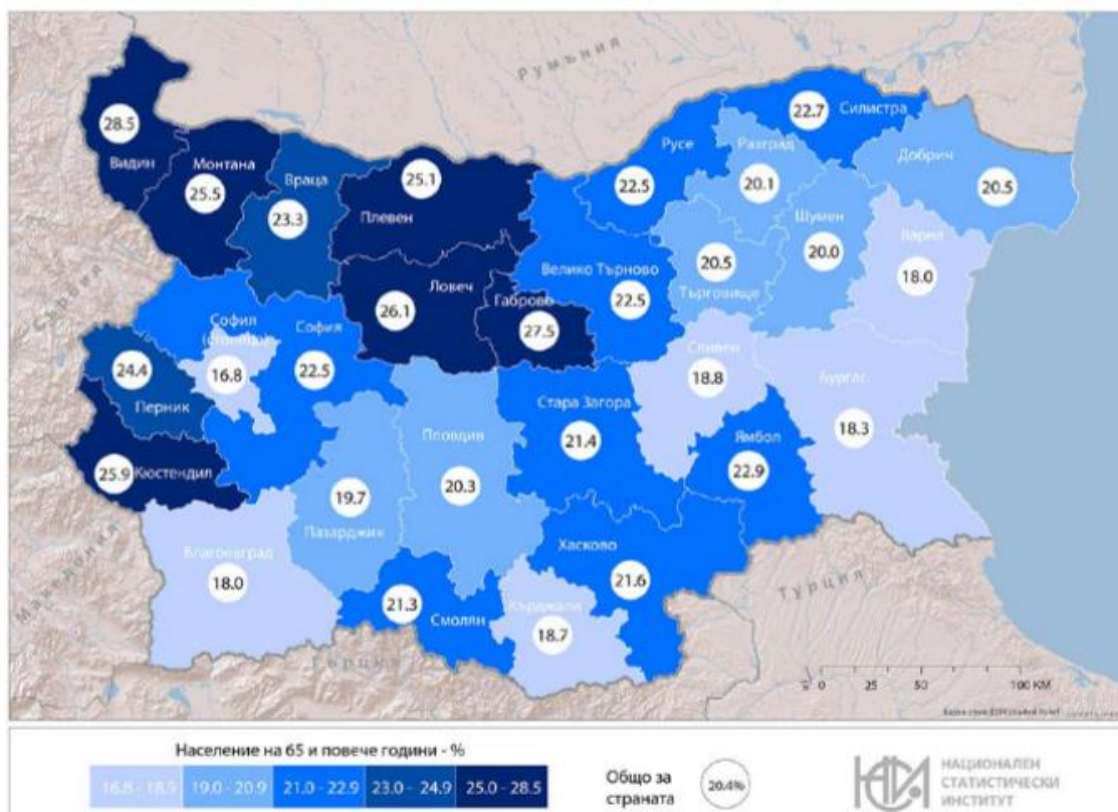 Румъния
28.5
Видин
Монтана
25.5
Враца
23.3
25.1
Плевен
Русе
22.5
22.7
Силистра
Разград
20.1
Добрич
20.5
Шумен
20.0
Варна
18.0
Ловеч
26.1
Габрово
27.5
Велико Търново
22.5
20.5
Търговище
Сърбия
София
(столица)
16.8
София
22.5
24.4
Перник
25.9
Кюстендил
Сливен
18.8
Бургас
18.3
Стара Загора
21.4
Ямбол
22.9
Пловдив
20.3
19.7
Пазарджик
Благоевград
18.0
Македония
21.3
Смолян
Хасково
21.6
Кърджали
18.7
Гърция
Турция
0 25 50 100 КМ
Население на 65 и повече години - %
16.8 - 18.9 19.0 - 20.9 21.0 - 22.9 23.0 - 24.9 25.0 - 28.5
Общо за
страната
20.4%
НСИ
НАЦИОНАЛЕН
СТАТИСТИЧЕСКИ
ИНСТИТУТ